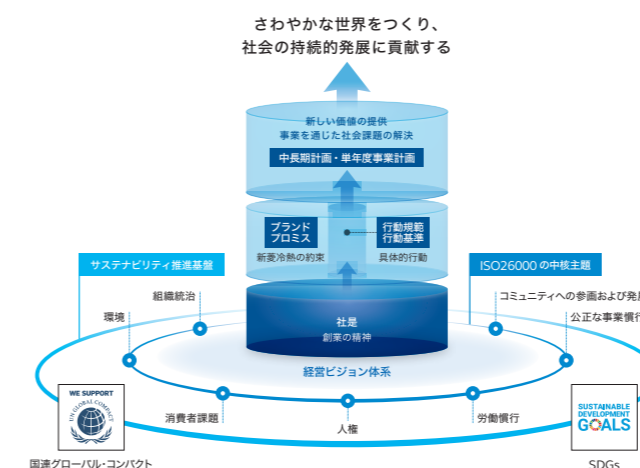 さわやかな世界をつくり、
社会の持続的発展に貢献する
新しい価値の提供
事業を通じた社会課題の解決
中長期計画・単年度事業計画
ブランド
プロミス
新菱冷熱の約束
行動規範
行動基準
具体的行動
サステナビリティ推進基盤
ISO26000 の中核主題
組織統治
コミュニティへの参画および発展
環境
公正な事業慣行
社是
創業の精神
経営ビジョン体系
消費者課題
人権
労働慣行
WE SUPPORT
UN GLOBAL COMPACT
国連グローバル・コンパクト
SUSTAINABLE
DEVELOPMENT
GOALS
SDGs